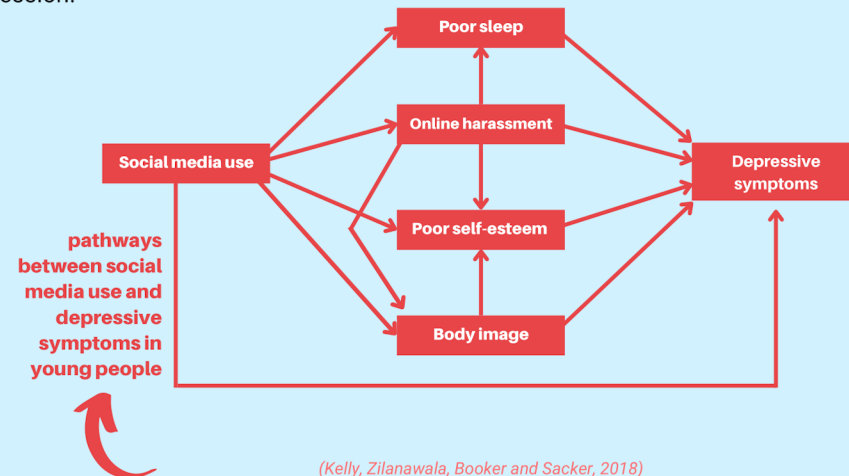 Poor sleep
Online harassment
Social media use
Depressive
symptoms
Poor self-esteem
pathways
between social
media use and
depressive
symptoms in
young people
Body image
(Kelly, Zilanawala, Booker and Sacker, 2018)